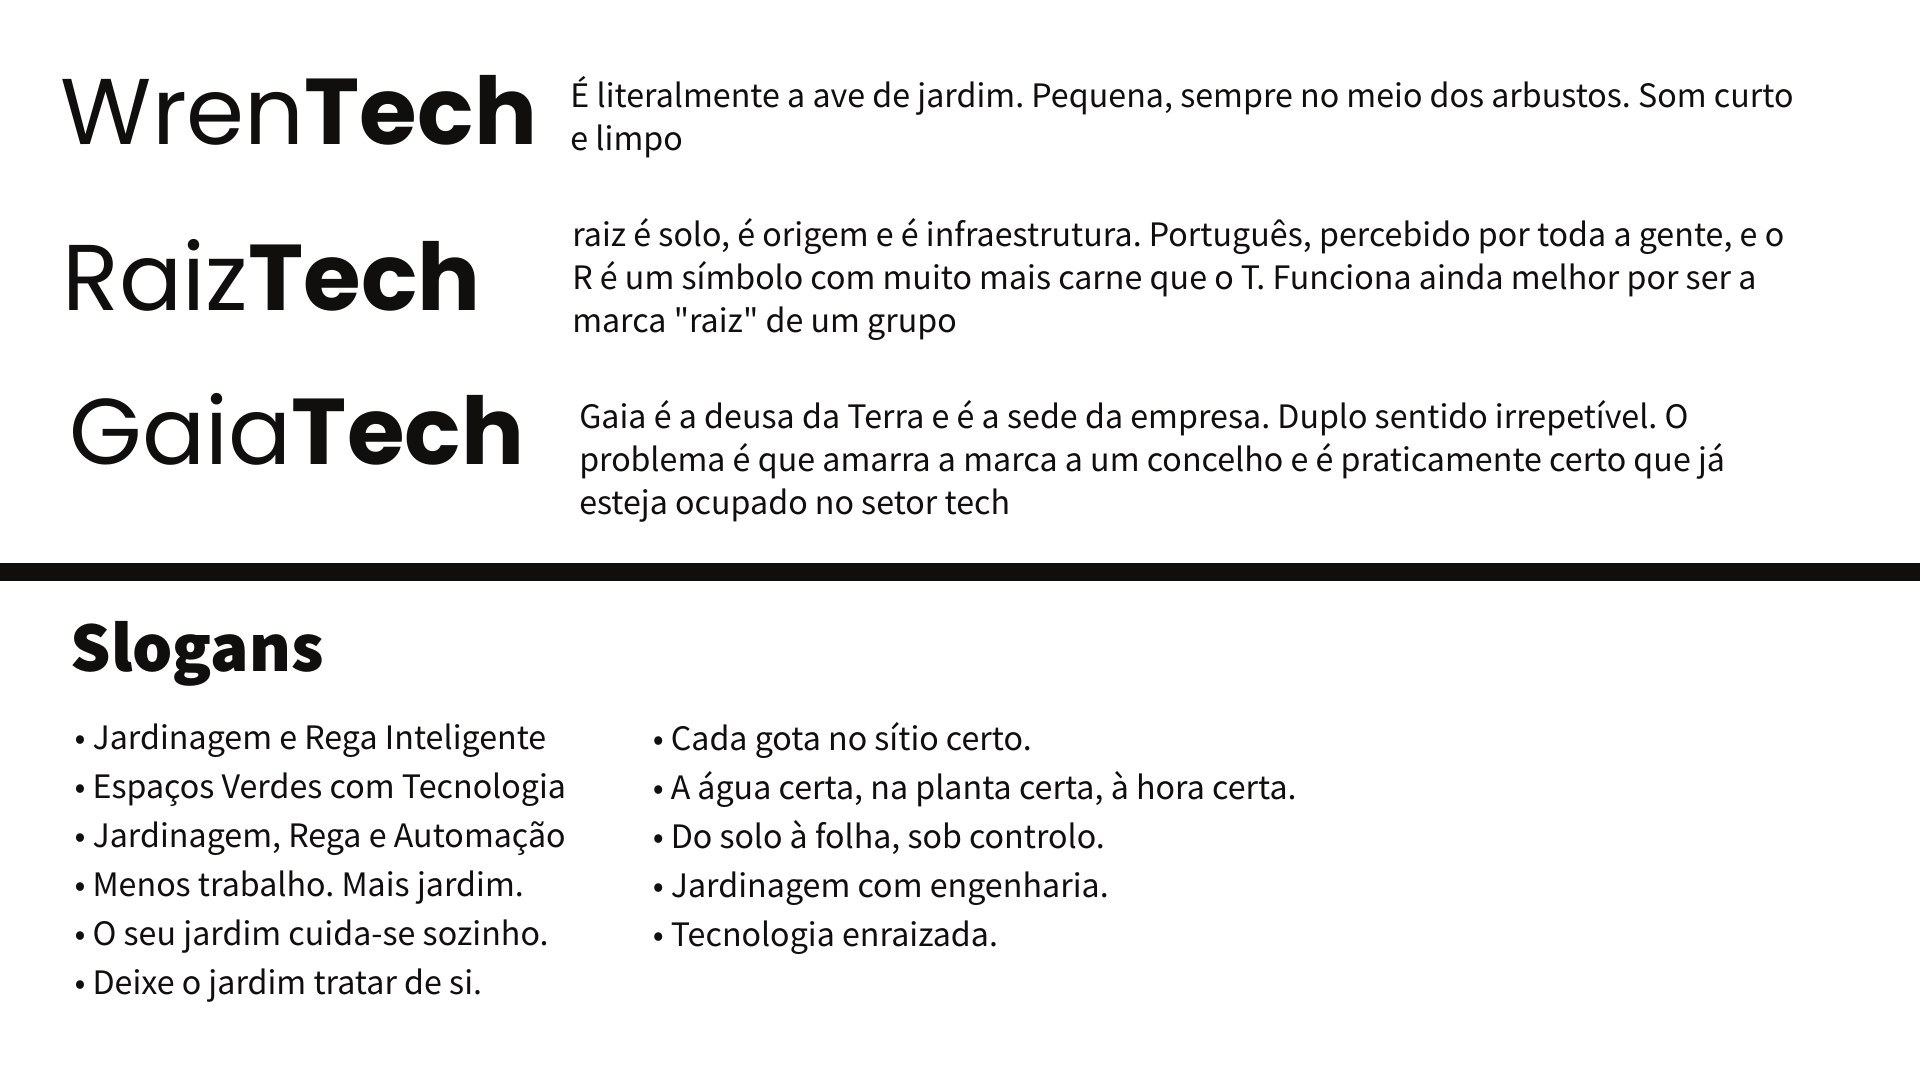 WrenTech
É literalmente a ave de jardim. Pequena, sempre no meio dos arbustos. Som curto
e limpo
RaizTech
raiz é solo, é origem e é infraestrutura. Português, percebido por toda a gente, e o
R é um símbolo com muito mais carne que o T. Funciona ainda melhor por ser a
marca "raiz" de um grupo
GaiaTech
Gaia é a deusa da Terra e é a sede da empresa. Duplo sentido irrepetível. O
problema é que amarra a marca a um concelho e é praticamente certo que já
esteja ocupado no setor tech
Slogans
• Jardinagem e Rega Inteligente
• Espaços Verdes com Tecnologia
• Jardinagem, Rega e Automação
• Menos trabalho. Mais jardim.
• O seu jardim cuida-se sozinho.
• Deixe o jardim tratar de si.
• Cada gota no sítio certo.
• A água certa, na planta certa, à hora certa.
• Do solo à folha, sob controlo.
• Jardinagem com engenharia.
• Tecnologia enraizada.